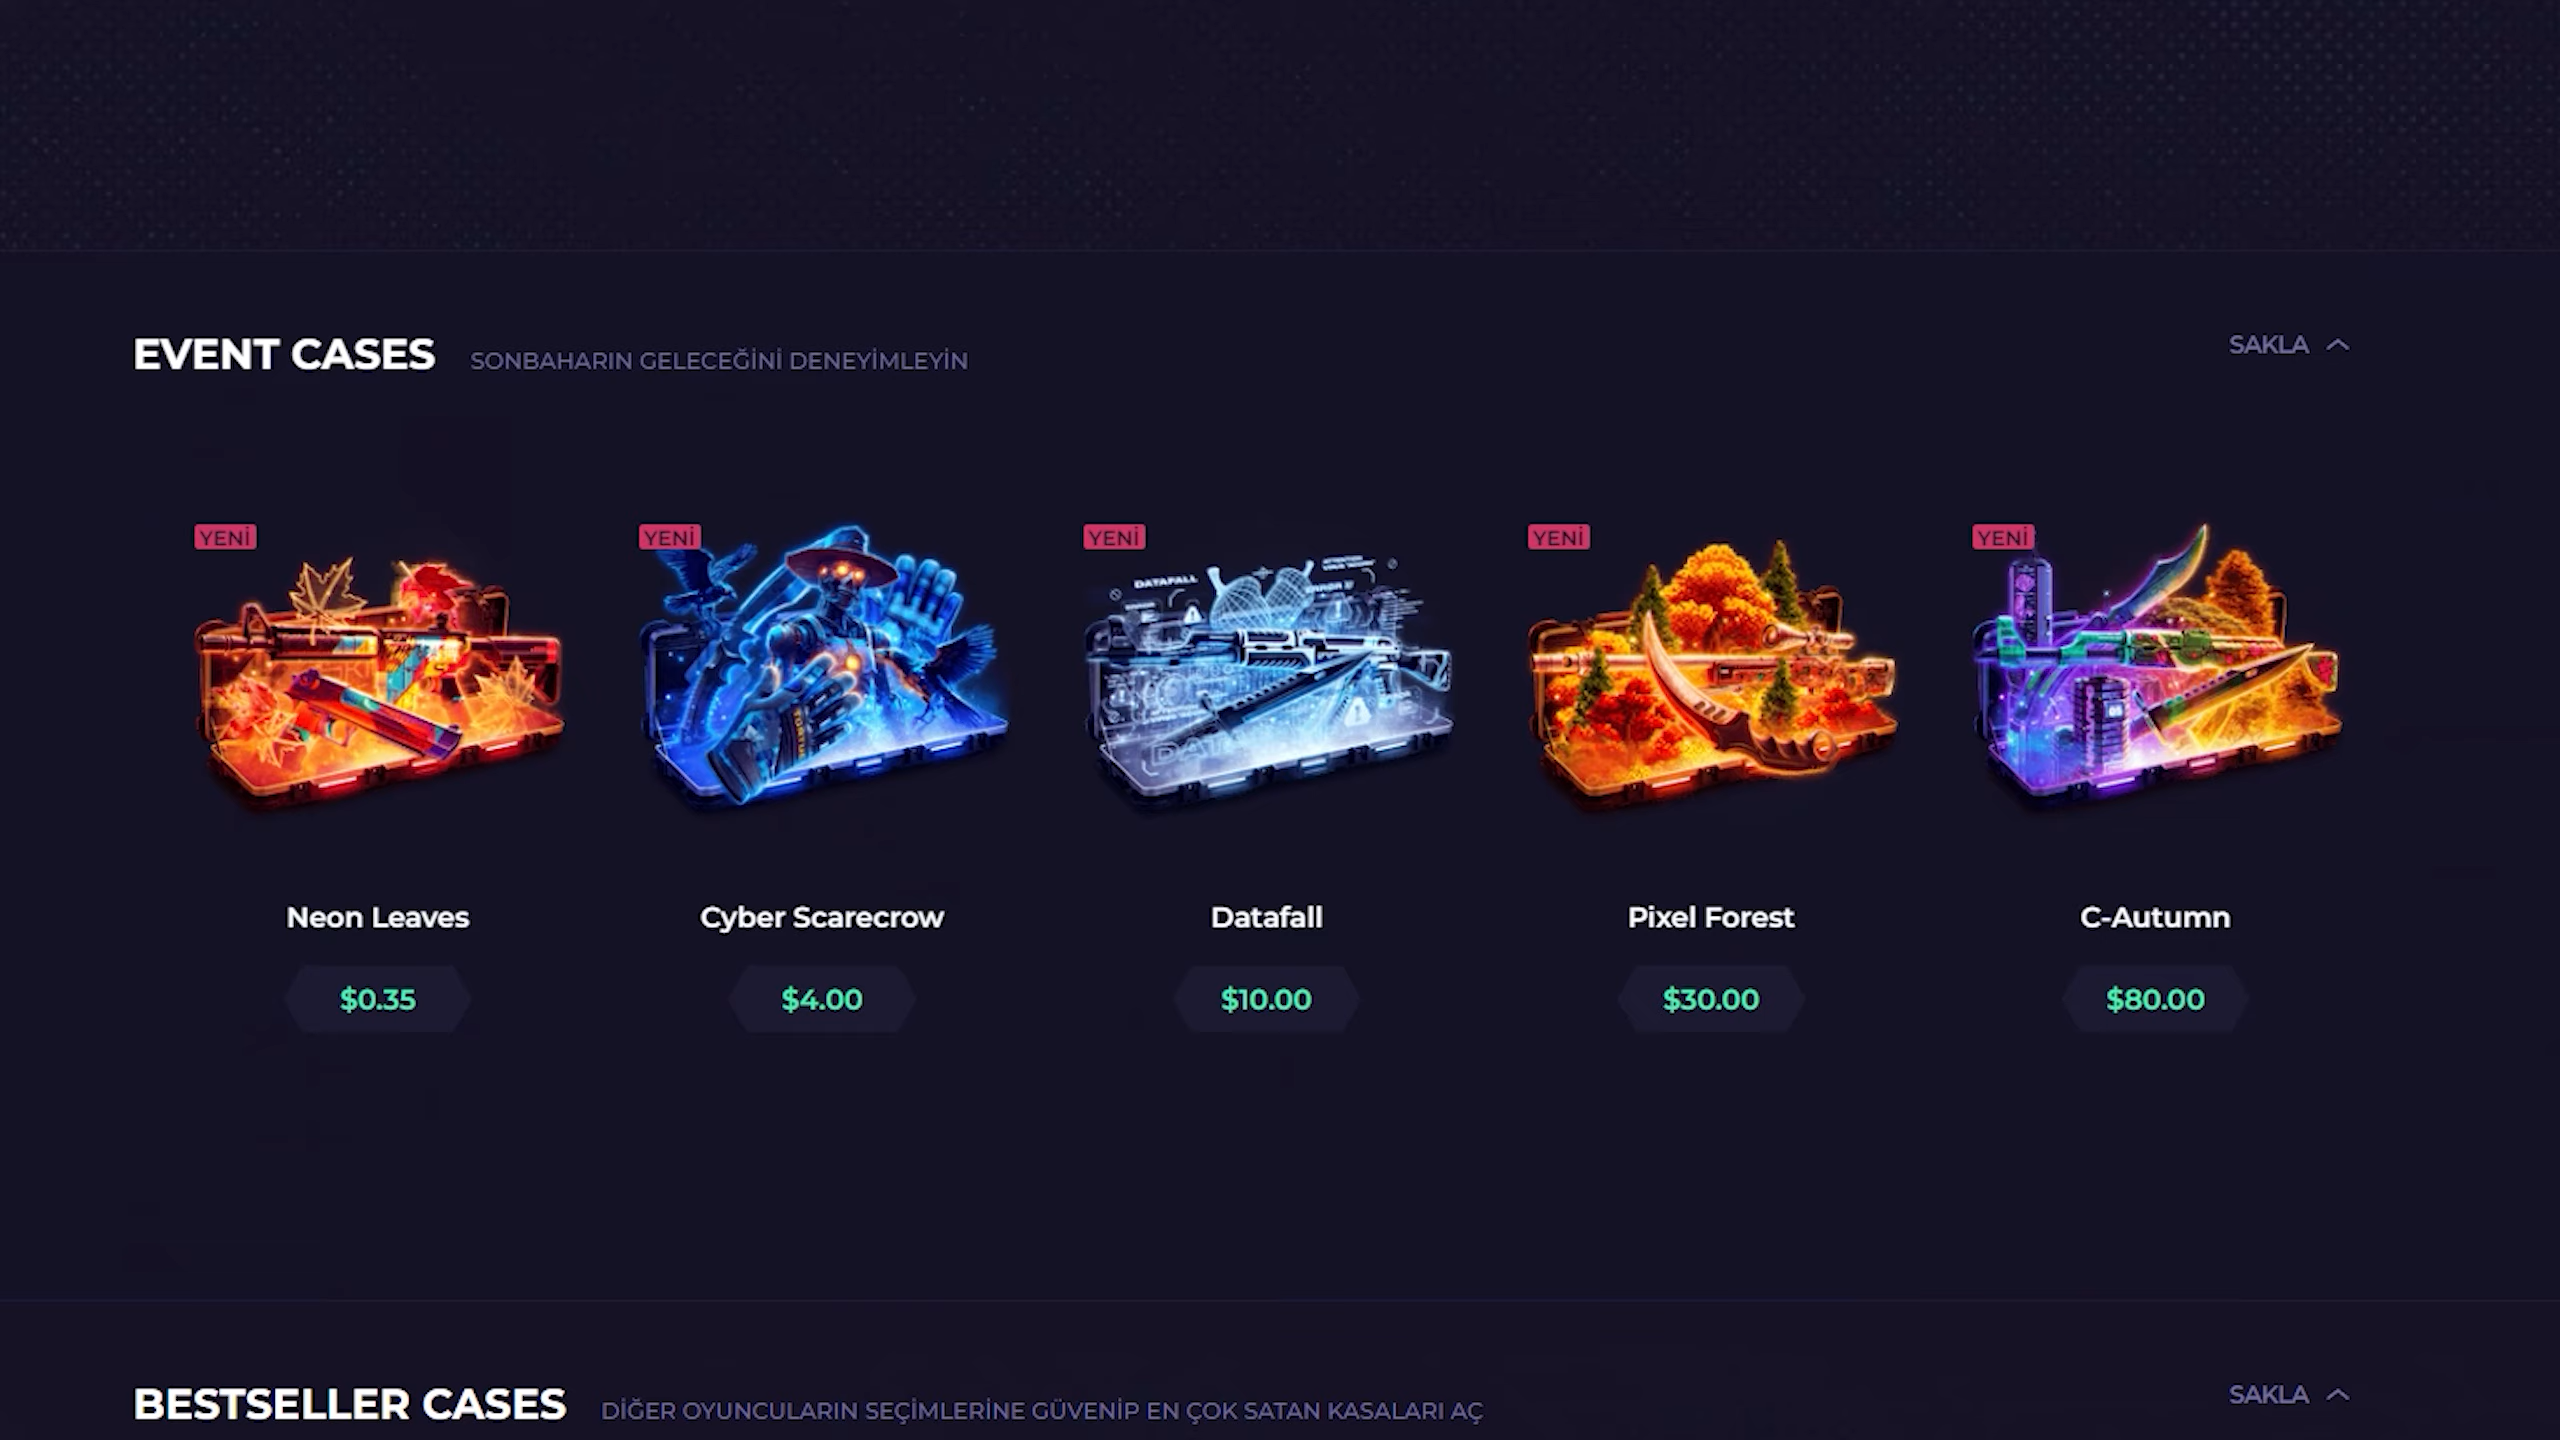 EVENT CASES SONBAHARIN GELECEĞİNİ DENEYİMLEYİN
SAKLA
YENİ
YENİ
YENİ
YENİ
YENİ
DATAFALL
Neon Leaves
Cyber Scarecrow
Datafall
Pixel Forest
C-Autumn
$0.35
$4.00
$10.00
$30.00
$80.00
BESTSELLER CASES DİĞER OYUNCULARIN SEÇİMLERİNE GÜVENİP EN ÇOK SATAN KASALARI AÇ
SAKLA